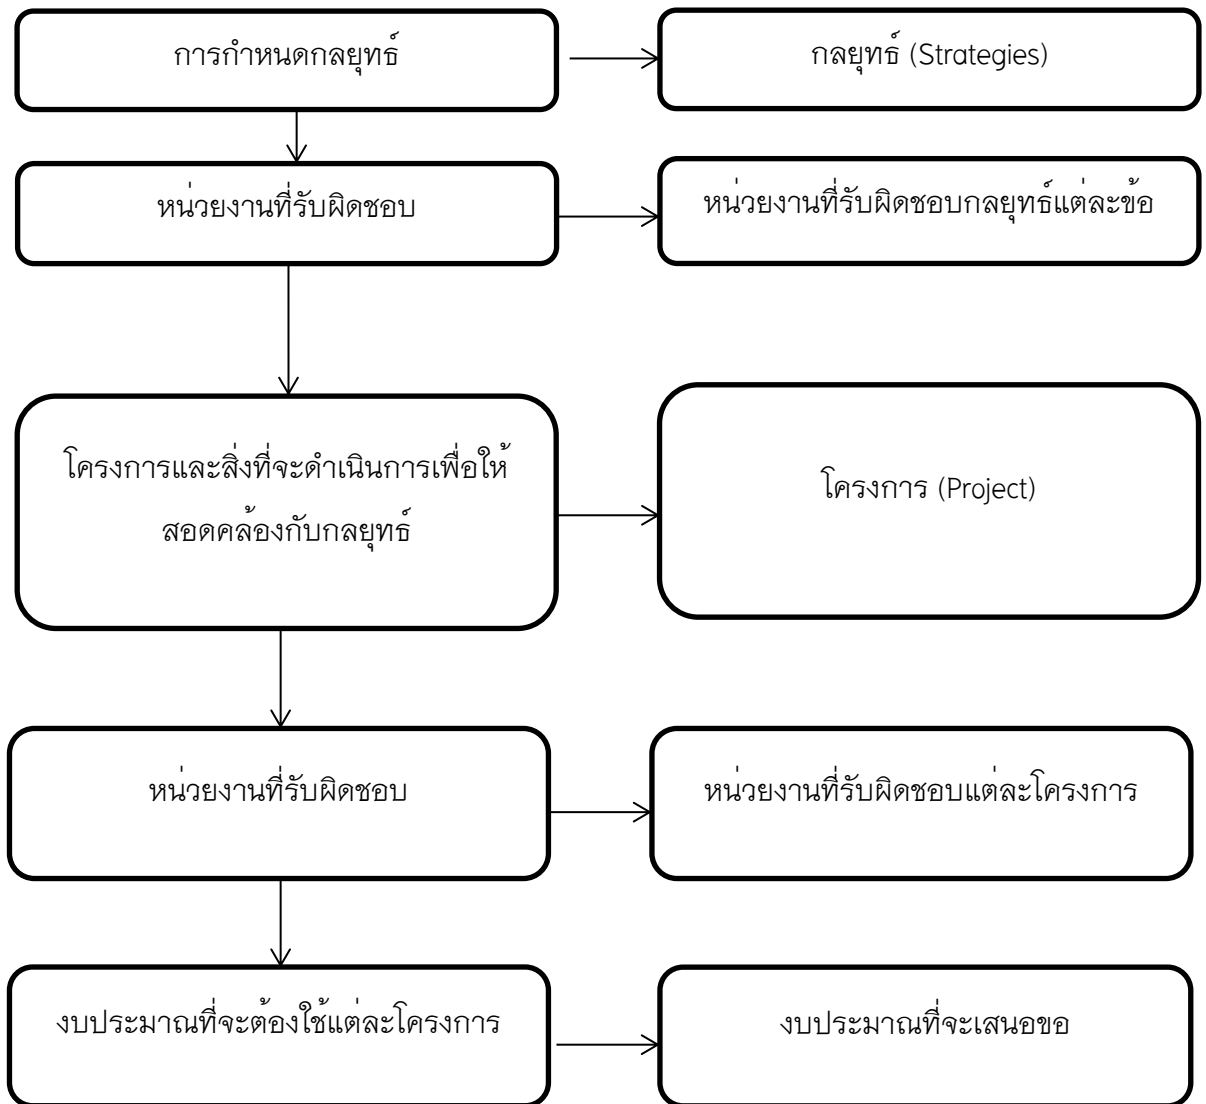 การกำหนดกลยุทธ์
กลยุทธ์ (Strategies)
หน่วยงานที่รับผิดชอบ
หน่วยงานที่รับผิดชอบกลยุทธ์แต่ละข้อ
โครงการและสิ่งที่จะดำเนินการเพื่อให้
สอดคล้องกับกลยุทธ์
โครงการ (Project)
หน่วยงานที่รับผิดชอบ
หน่วยงานที่รับผิดชอบแต่ละโครงการ
งบประมาณที่จะต้องใช้แต่ละโครงการ
งบประมาณที่จะเสนอขอ